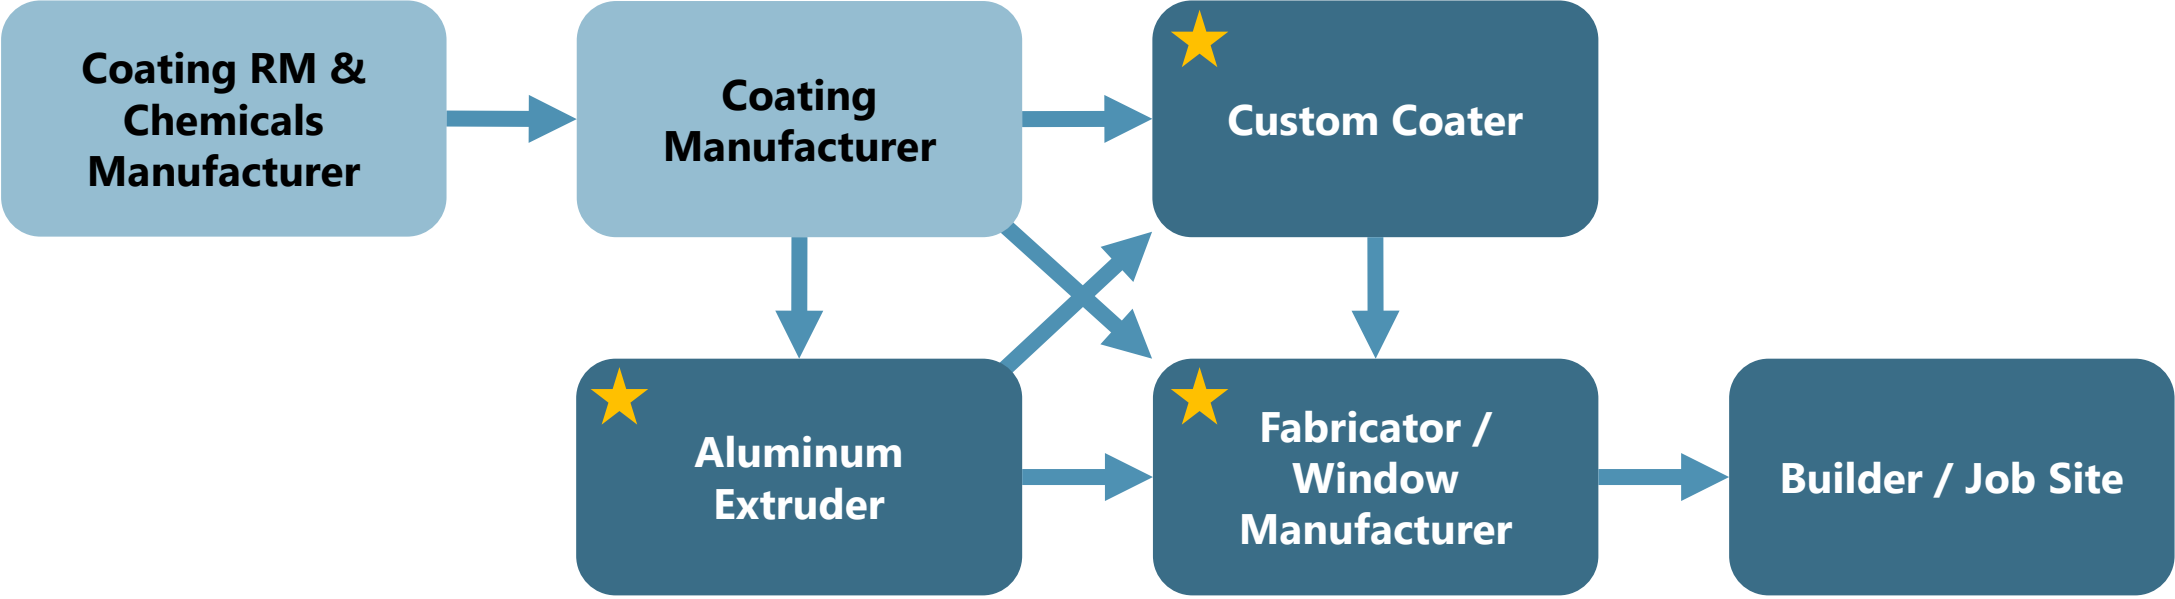 Coating RM &
Chemicals
Manufacturer
Coating
Manufacturer
Custom Coater
Aluminum
Extruder
Fabricator /
Window
Manufacturer
Builder / Job Site